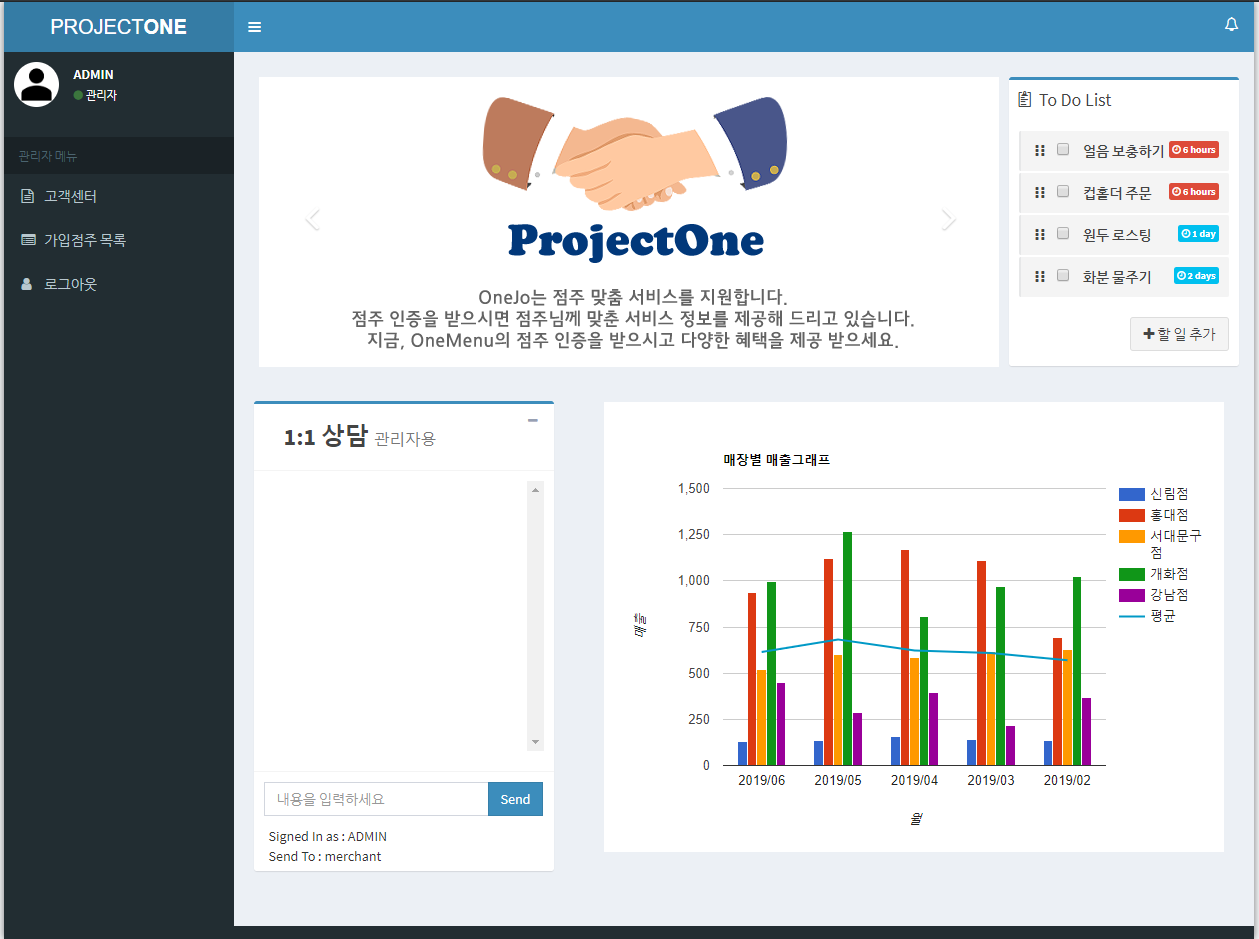 PROJECTONE
ADMIN
관리자
관리자 메뉴
고객센터
가입점주 목록
로그아웃
ProjectOne
OneJo는 점주 맞춤 서비스를 지원합니다.
점주 인증을 받으시면 점주님께 맞춘 서비스 정보를 제공해 드리고 있습니다.
지금, OneMenu의 점주 인증을 받으시고 다양한 혜택을 제공 받으세요.
To Do List
얼음 보충하기 6 hours
컵홀더 주문 6 hours
원두 로스팅 1 day
화분 물주기 2 days
할 일 추가
1:1 상담 관리자용
내용을 입력하세요
Send
Signed In as : ADMIN
Send To : merchant
매장별 매출그래프
매출
1,500
1,250
1,000
750
500
250
0
2019/06 2019/05 2019/04 2019/03 2019/02
월
신림점
홍대점
서대문구
점
개화점
강남점
평균